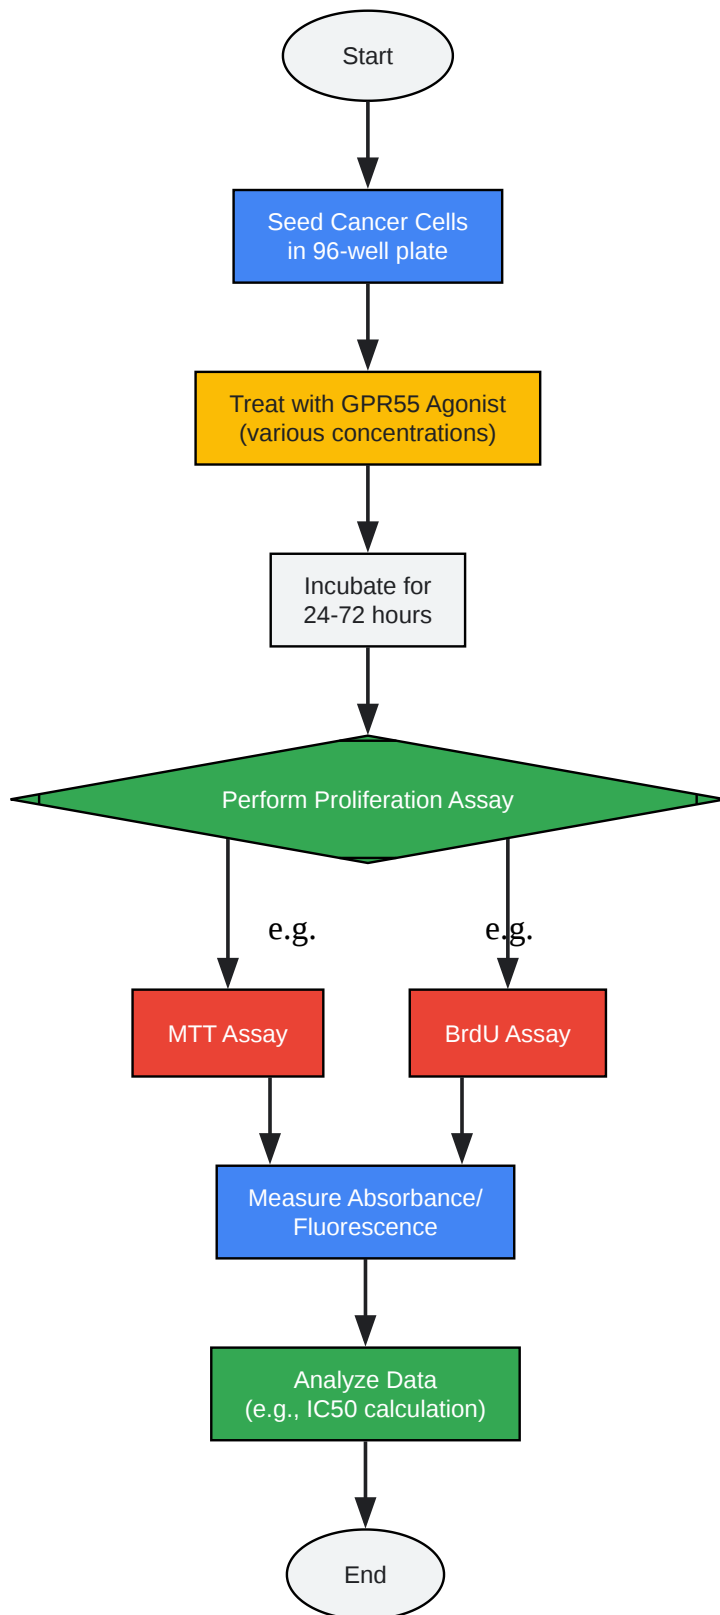 Start
Seed Cancer Cells
in 96-well plate
Treat with GPR55 Agonist
(various concentrations)
Incubate for
24-72 hours
Perform Proliferation Assay
e.g.
e.g.
MTT Assay
BrdU Assay
Measure Absorbance/
Fluorescence
Analyze Data
(e.g., IC50 calculation)
End